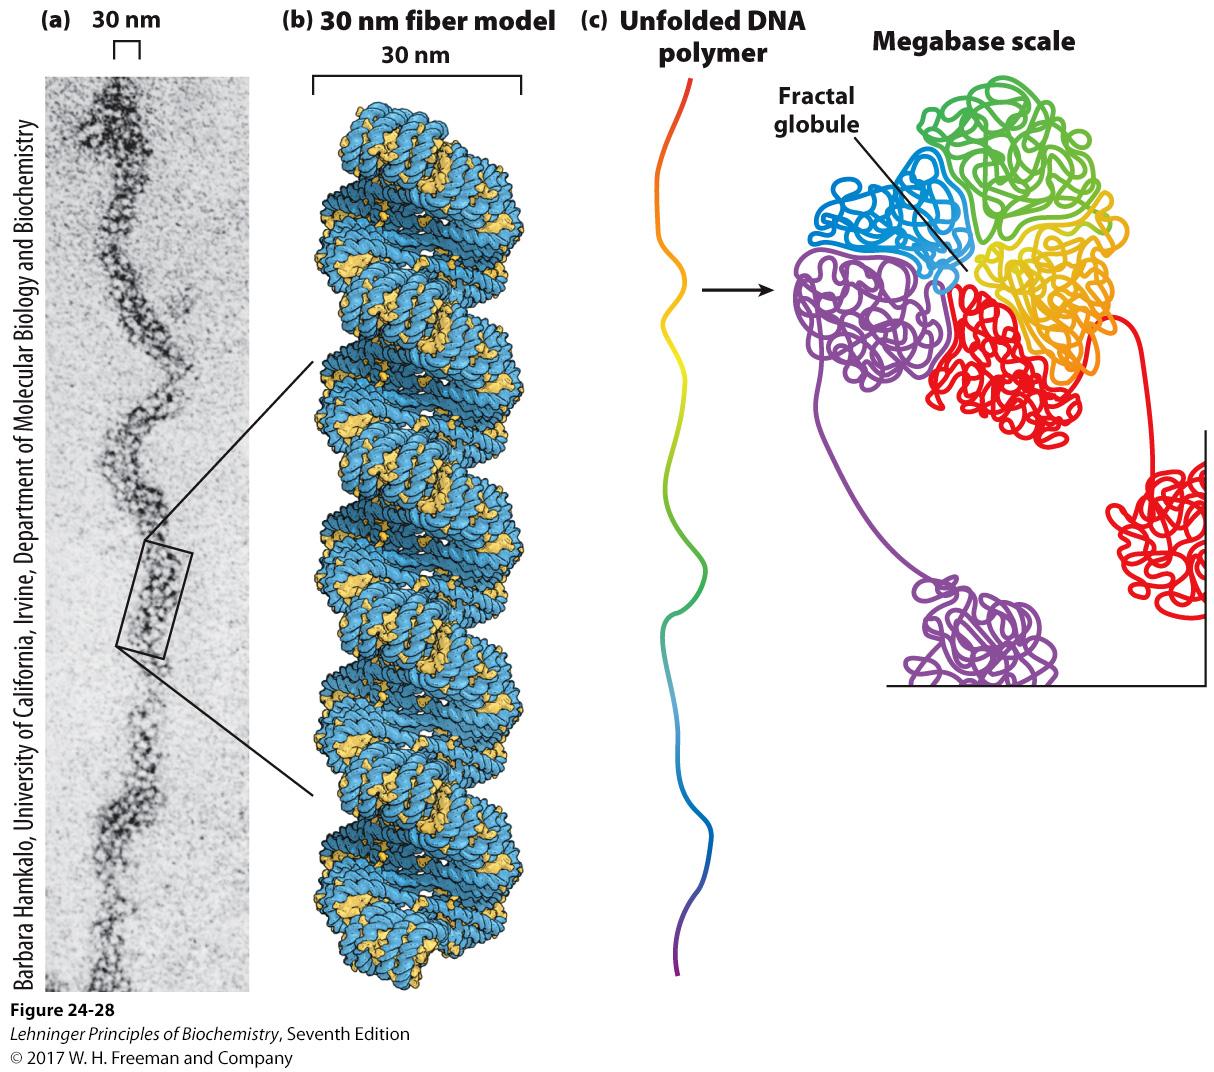 (a) 30 nm
(b) 30 nm fiber model
30 nm
(c) Unfolded DNA
polymer
Megabase scale
Fractal
globule
Barbara Hamkalo, University of California, Irvine, Department of Molecular Biology and Biochemistry
Figure 24-28
Lehninger Principles of Biochemistry, Seventh Edition
© 2017 W. H. Freeman and Company